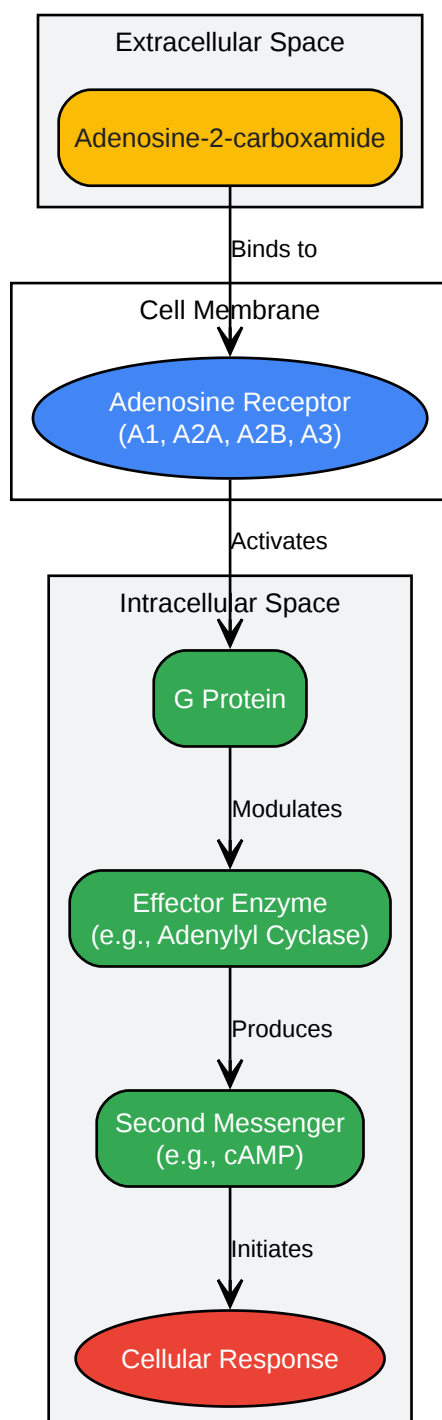 Extracellular Space
Adenosine-2-carboxamide
Binds to
Cell Membrane
Adenosine Receptor
(A1, A2A, A2B, A3)
Activates
Intracellular Space
G Protein
Modulates
Effector Enzyme
(e.g., Adenylyl Cyclase)
Produces
Second Messenger
(e.g., cAMP)
Initiates
Cellular Response